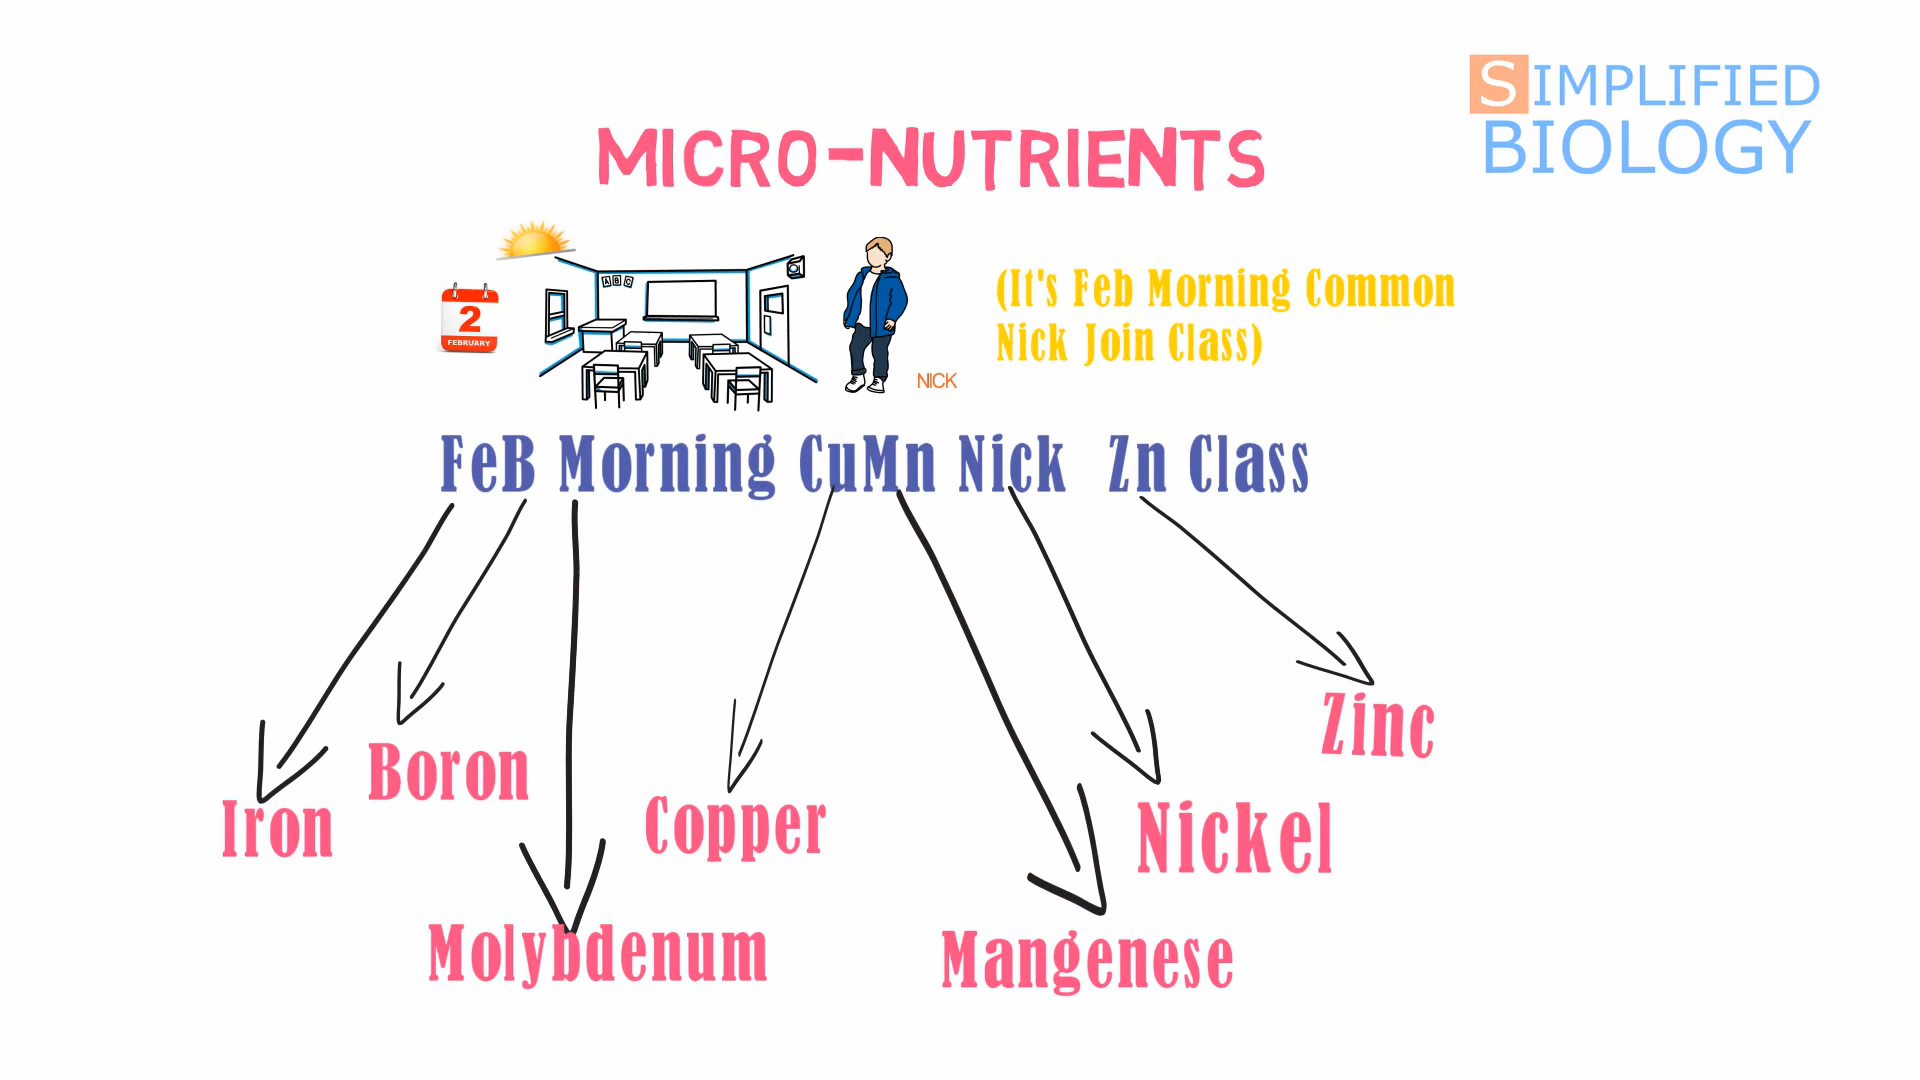 SIMPLIFIED
BIOLOGY
MICRO-NUTRIENTS
ABC
2
FEBRUARY
NICK
(It's Feb Morning Common
Nick Join Class)
FeB Morning CuMn Nick Zn Class
Zinc
Boron
Iron
Copper
Nickel
Molybdenum
Mangenese